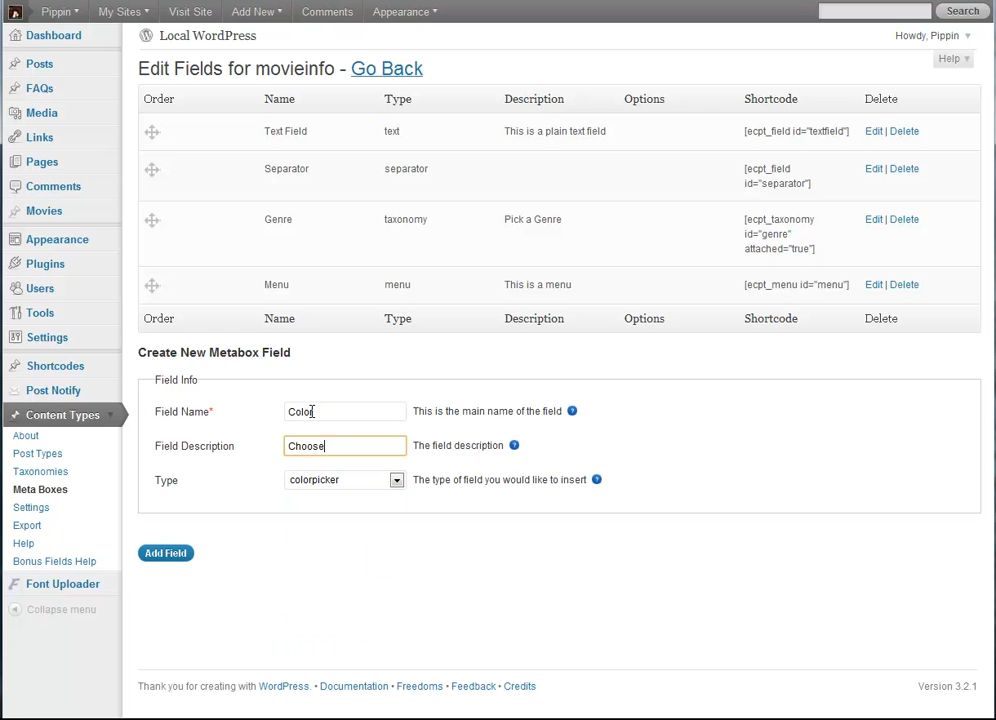 Pippin My Sites Visit Site Add New Comments Appearance Search
Local WordPress Howdy, Pippin
Help
Edit Fields for movieinfo - Go Back
Dashboard
Posts
FAQs
Media
Links
Pages
Comments
Movies
Appearance
Plugins
Users
Tools
Settings
Shortcodes
Post Notify
Content Types
About
Post Types
Taxonomies
Meta Boxes
Settings
Export
Help
Bonus Fields Help
Font Uploader
Collapse menu
Order Name Type Description Options Shortcode Delete
Text Field text This is a plain text field [ecpt_field id="textfield"] Edit | Delete
Separator separator [ecpt_field Edit | Delete
id="separator"]
Genre taxonomy Pick a Genre [ecpt_taxonomy Edit | Delete
id="genre"
attached="true"]
Menu menu This is a menu [ecpt_menu id="menu"] Edit | Delete
Order Name Type Description Options Shortcode Delete
Create New Metabox Field
Field Info
Field Name* Color This is the main name of the field ?
Field Description Choose The field description ?
Type colorpicker The type of field you would like to insert ?
Add Field
Thank you for creating with WordPress. • Documentation • Freedoms • Feedback • Credits Version 3.2.1